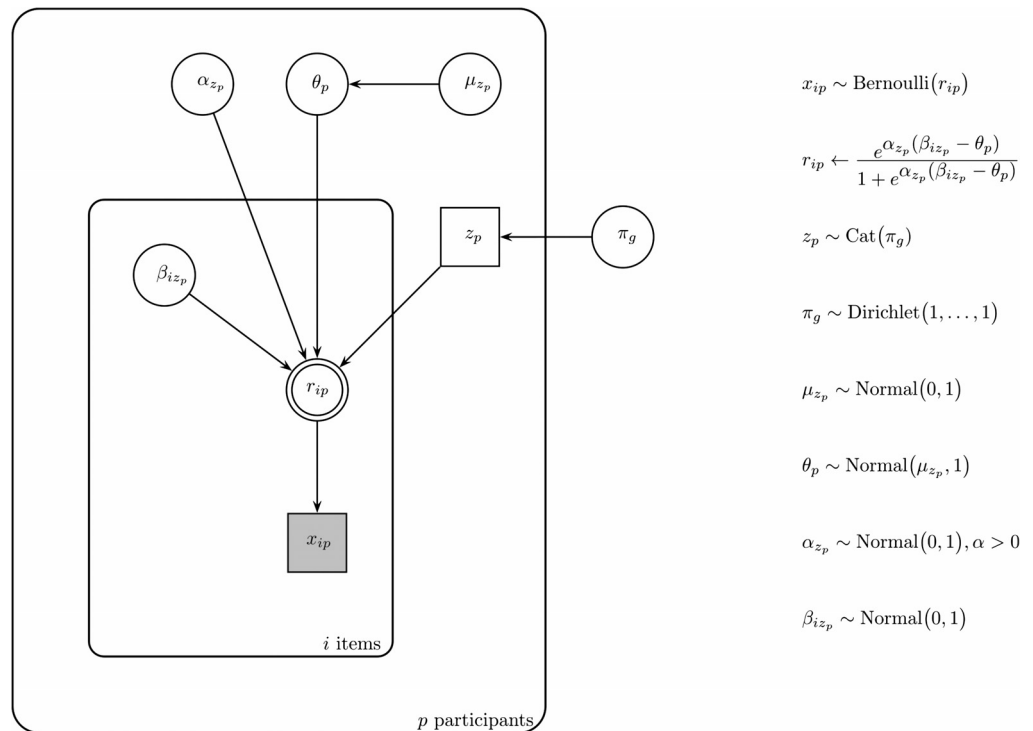 α_{z_p}
θ_p
μ_{z_p}
z_p
π_g
β_{iz_p}
r_{ip}
x_{ip}
i items
p participants
x_{ip} ∼ Bernoulli(r_{ip})
r_{ip} ← \frac{e^{α_{z_p}(β_{iz_p} − θ_p)}}{1 + e^{α_{z_p}(β_{iz_p} − θ_p)}}
z_p ∼ Cat(π_g)
π_g ∼ Dirichlet(1, . . . , 1)
μ_{z_p} ∼ Normal(0, 1)
θ_p ∼ Normal(μ_{z_p}, 1)
α_{z_p} ∼ Normal(0, 1), α > 0
β_{iz_p} ∼ Normal(0, 1)